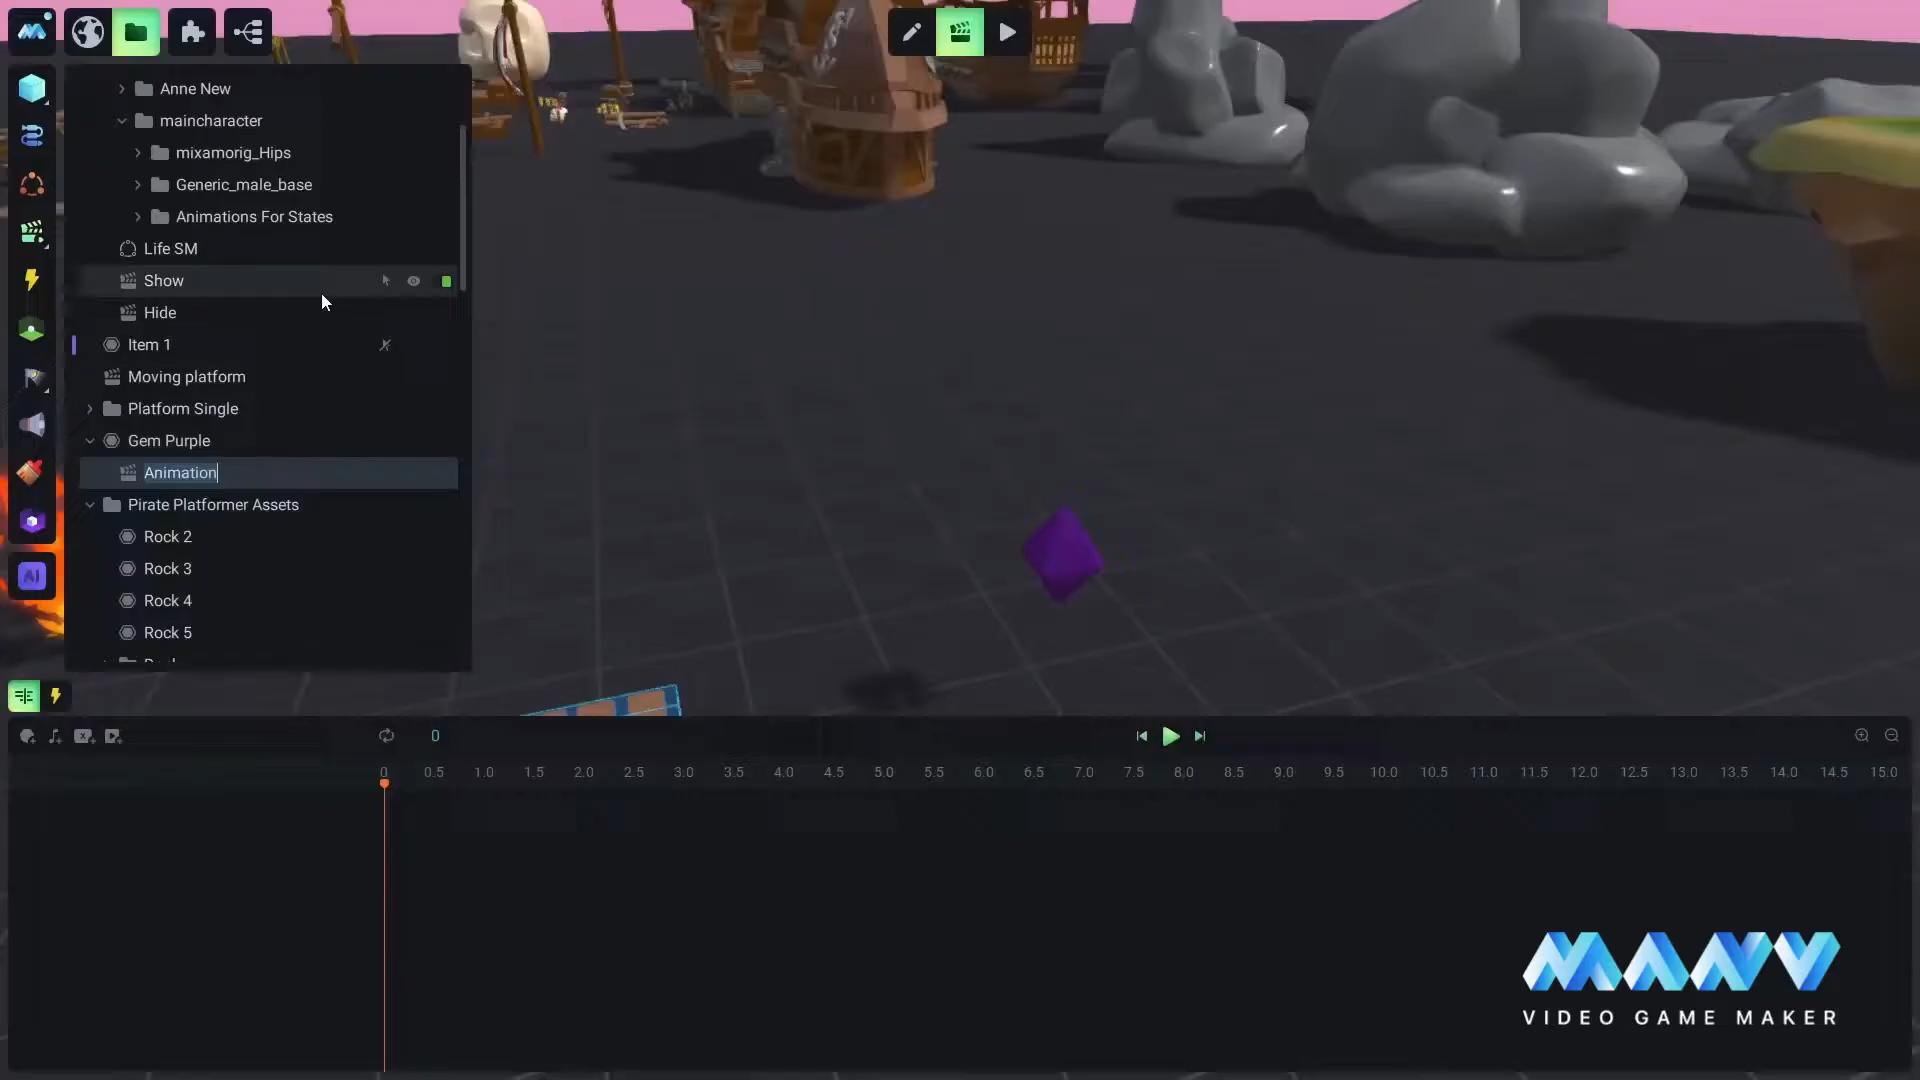 Anne New
maincharacter
mixamorig_Hips
Generic_male_base
Animations For States
Life SM
Show
Hide
Item 1
Moving platform
Platform Single
Gem Purple
Animation
Pirate Platformer Assets
Rock 2
Rock 3
Rock 4
Rock 5
AI
0
0 0.5 1.0 1.5 2.0 2.5 3.0 3.5 4.0 4.5 5.0 5.5 6.0 6.5 7.0 7.5 8.0 8.5 9.0 9.5 10.0 10.5 11.0 11.5 12.0 12.5 13.0 13.5 14.0 14.5 15.0
MANU
VIDEO GAME MAKER